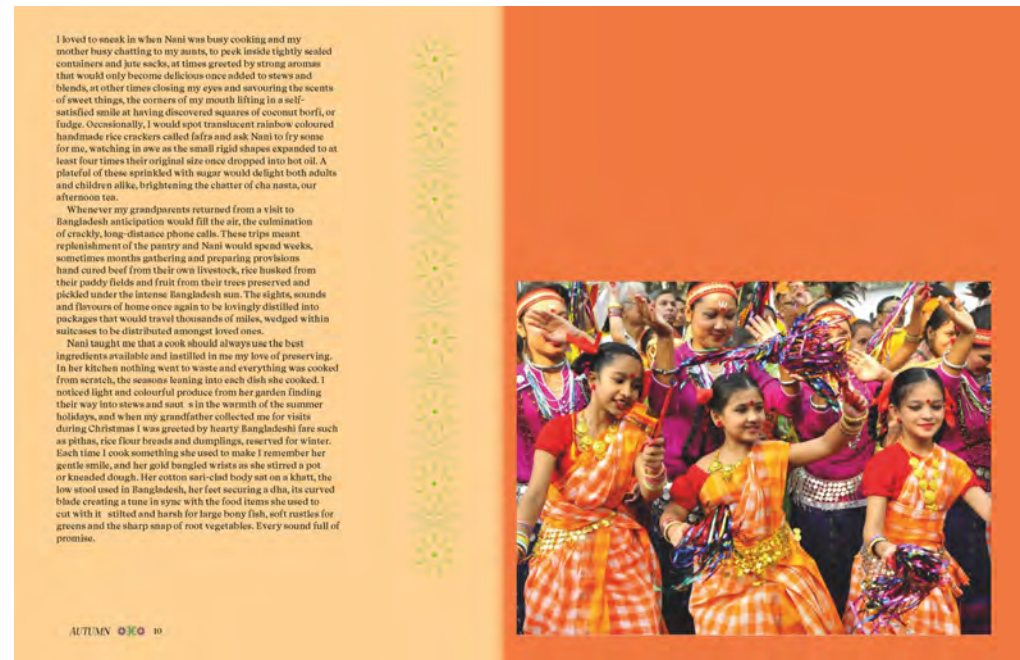 I loved to sneak in when Nani was busy cooking and my
mother busy chatting to my aunts, to peek inside tightly sealed
containers and jute sacks, at times greeted by strong aromas
that would only become delicious once added to stews and
blends, at other times closing my eyes and savouring the scents
of sweet things, the corners of my mouth lifting in a self-
satisfied smile at having discovered squares of coconut borfi, or
fudge. Occasionally, I would spot translucent rainbow coloured
handmade rice crackers called fafra and ask Nani to fry some
for me, watching in awe as the small rigid shapes expanded to at
least four times their original size once dropped into hot oil. A
plateful of these sprinkled with sugar would delight both adults
and children alike, brightening the chatter of cha nasta, our
afternoon tea.
Whenever my grandparents returned from a visit to
Bangladesh anticipation would fill the air, the culmination
of crackly, long-distance phone calls. These trips meant
replenishment of the pantry and Nani would spend weeks,
sometimes months gathering and preparing provisions
hand cured beef from their own livestock, rice husked from
their paddy fields and fruit from their trees preserved and
pickled under the intense Bangladesh sun. The sights, sounds
and flavours of home once again to be lovingly distilled into
packages that would travel thousands of miles, wedged within
suitcases to be distributed amongst loved ones.
Nani taught me that a cook should always use the best
ingredients available and instilled in me my love of preserving.
In her kitchen nothing went to waste and everything was cooked
from scratch, the seasons leaning into each dish she cooked. I
noticed light and colourful produce from her garden finding
their way into stews and saut s in the warmth of the summer
holidays, and when my grandfather collected me for visits
during Christmas I was greeted by hearty Bangladeshi fare such
as pithas, rice flour breads and dumplings, reserved for winter.
Each time I cook something she used to make I remember her
gentle smile, and her gold bangled wrists as she stirred a pot
or kneaded dough. Her cotton sari-clad body sat on a khatt, the
low stool used in Bangladesh, her feet securing a dha, its curved
blade creating a tune in sync with the food items she used to
cut with it stilted and harsh for large bony fish, soft rustles for
greens and the sharp snap of root vegetables. Every sound full of
promise.
AUTUMN 10